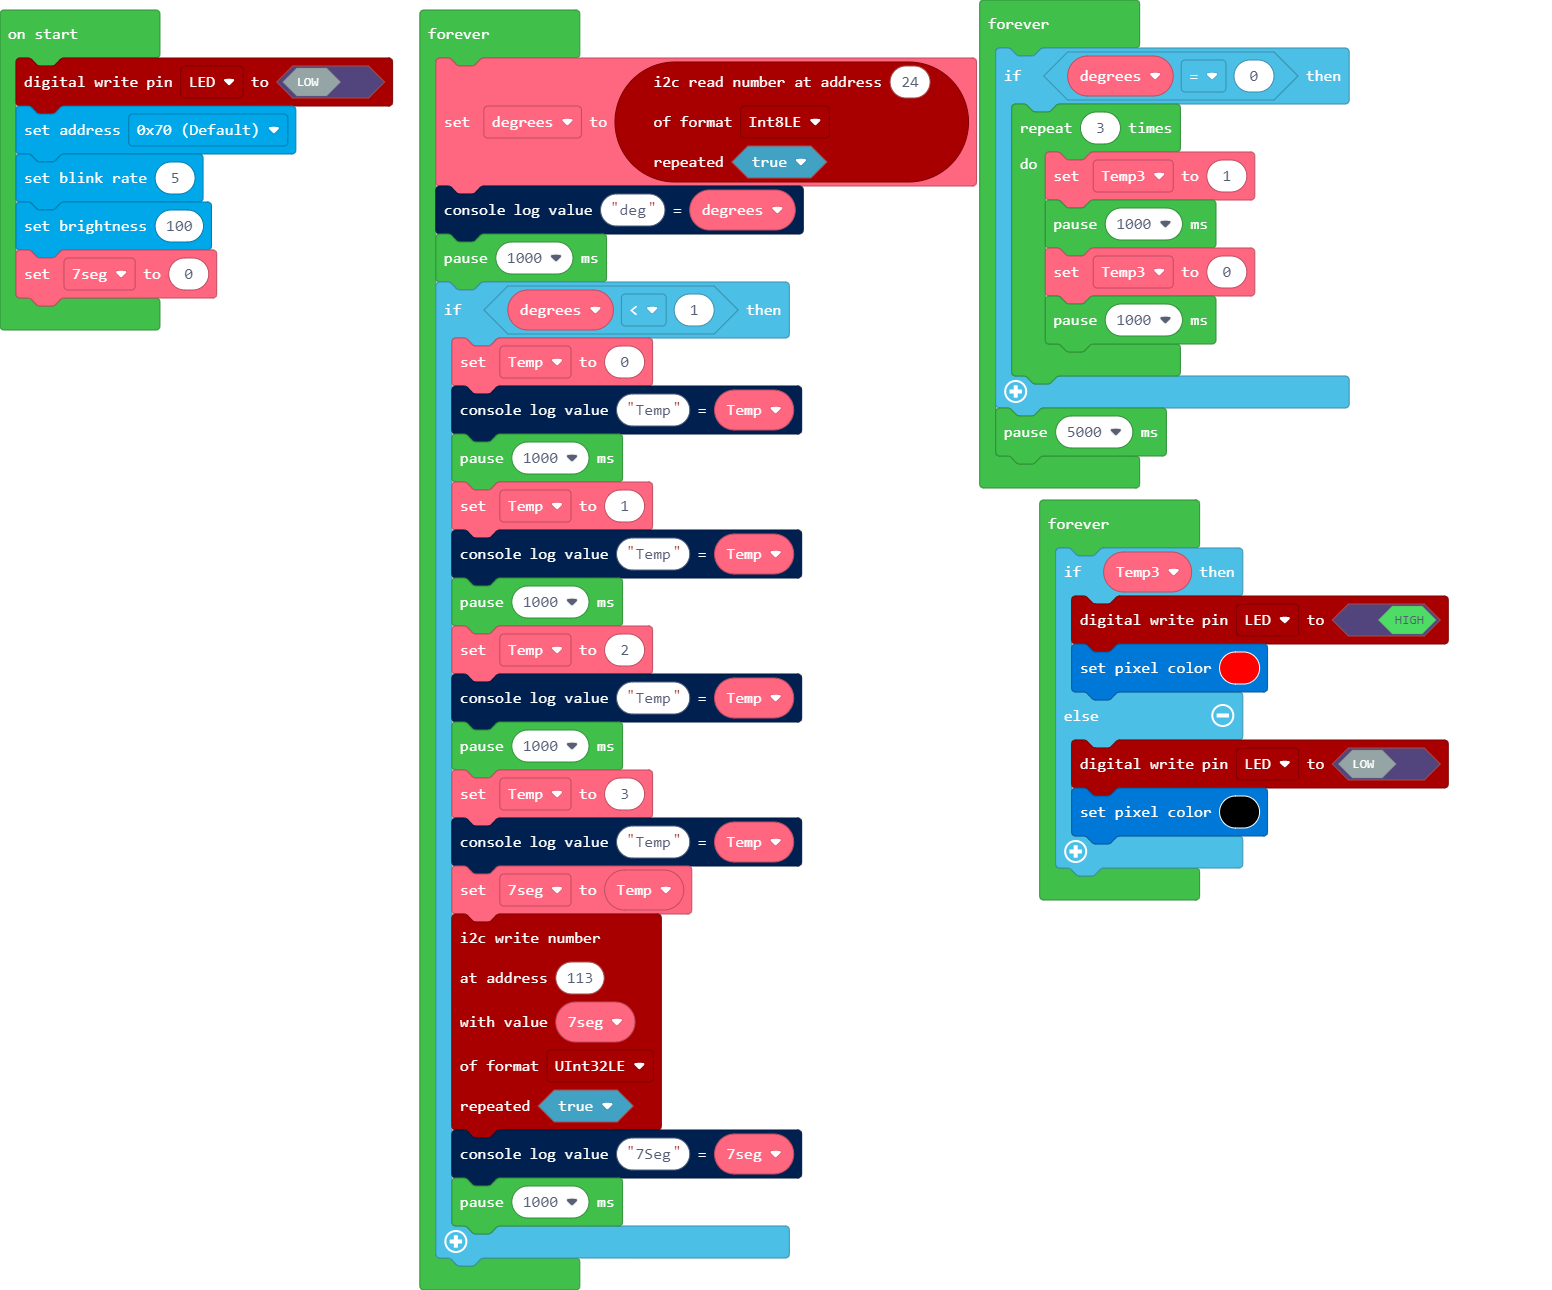 on start
digital write pin LED to LOW
set address 0x70 (Default)
set blink rate 5
set brightness 100
set 7seg to 0
forever
set degrees to i2c read number at address 24
of format Int8LE
repeated true
console log value "deg" = degrees
pause 1000 ms
if degrees < 1 then
set Temp to 0
console log value "Temp" = Temp
pause 1000 ms
set Temp to 1
console log value "Temp" = Temp
pause 1000 ms
set Temp to 2
console log value "Temp" = Temp
pause 1000 ms
set Temp to 3
console log value "Temp" = Temp
set 7seg to Temp
i2c write number
at address 113
with value 7seg
of format UInt32LE
repeated true
console log value "7Seg" = 7seg
pause 1000 ms
forever
if degrees = 0 then
repeat 3 times
do set Temp3 to 1
pause 1000 ms
set Temp3 to 0
pause 1000 ms
pause 5000 ms
forever
if Temp3 then
digital write pin LED to HIGH
set pixel color
else
digital write pin LED to LOW
set pixel color